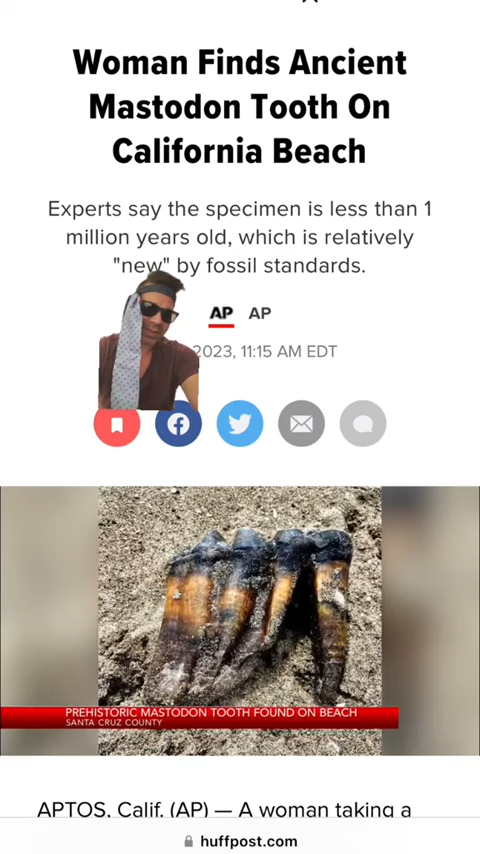 Woman Finds Ancient
Mastodon Tooth On
California Beach
Experts say the specimen is less than 1
million years old, which is relatively
"new" by fossil standards.
AP AP
2023, 11:15 AM EDT
PREHISTORIC MASTODON TOOTH FOUND ON BEACH
SANTA CRUZ COUNTY
APTOS, Calif. (AP) — A woman taking a
huffpost.com